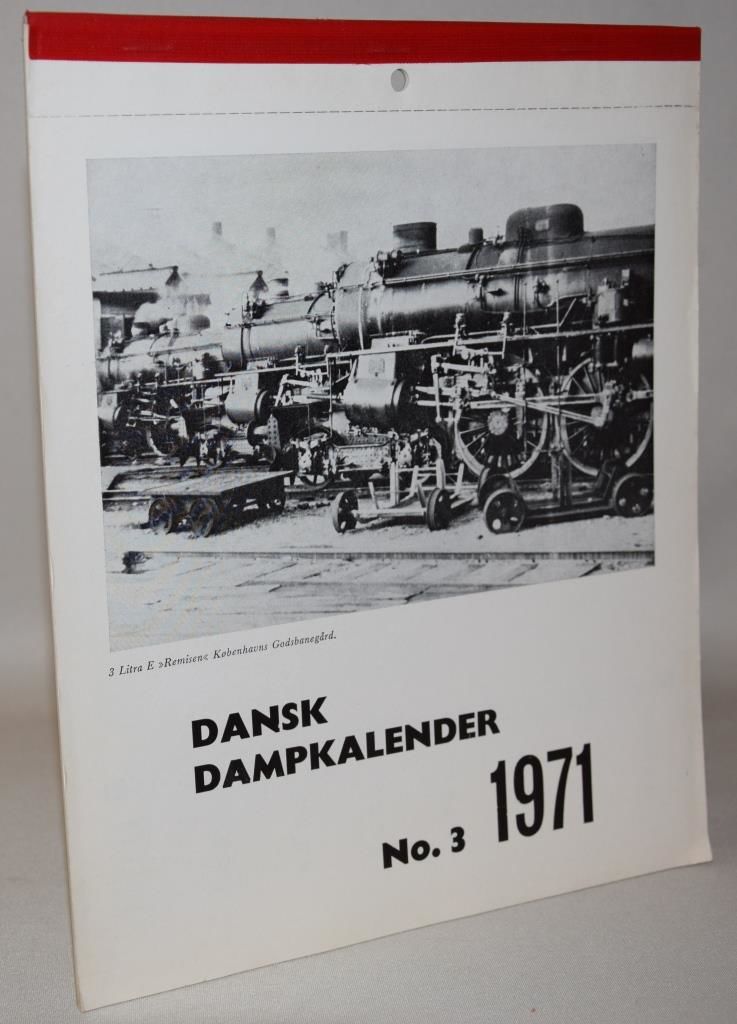 3 Litra E »Remisen« Københavns Godsbanegård.
DANSK
DAMPKALENDER
No. 3 1971